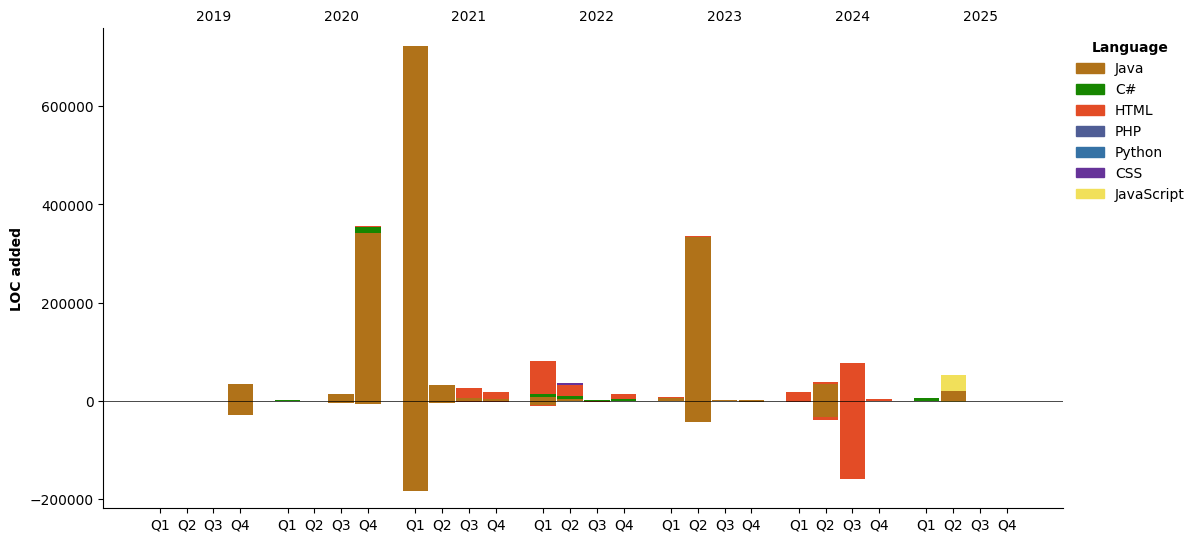 2019 2020 2021 2022 2023 2024 2025
LOC added
600000
400000
200000
0
−200000
Q1 Q2 Q3 Q4 Q1 Q2 Q3 Q4 Q1 Q2 Q3 Q4 Q1 Q2 Q3 Q4 Q1 Q2 Q3 Q4 Q1 Q2 Q3 Q4 Q1 Q2 Q3 Q4
Language
Java
C#
HTML
PHP
Python
CSS
JavaScript